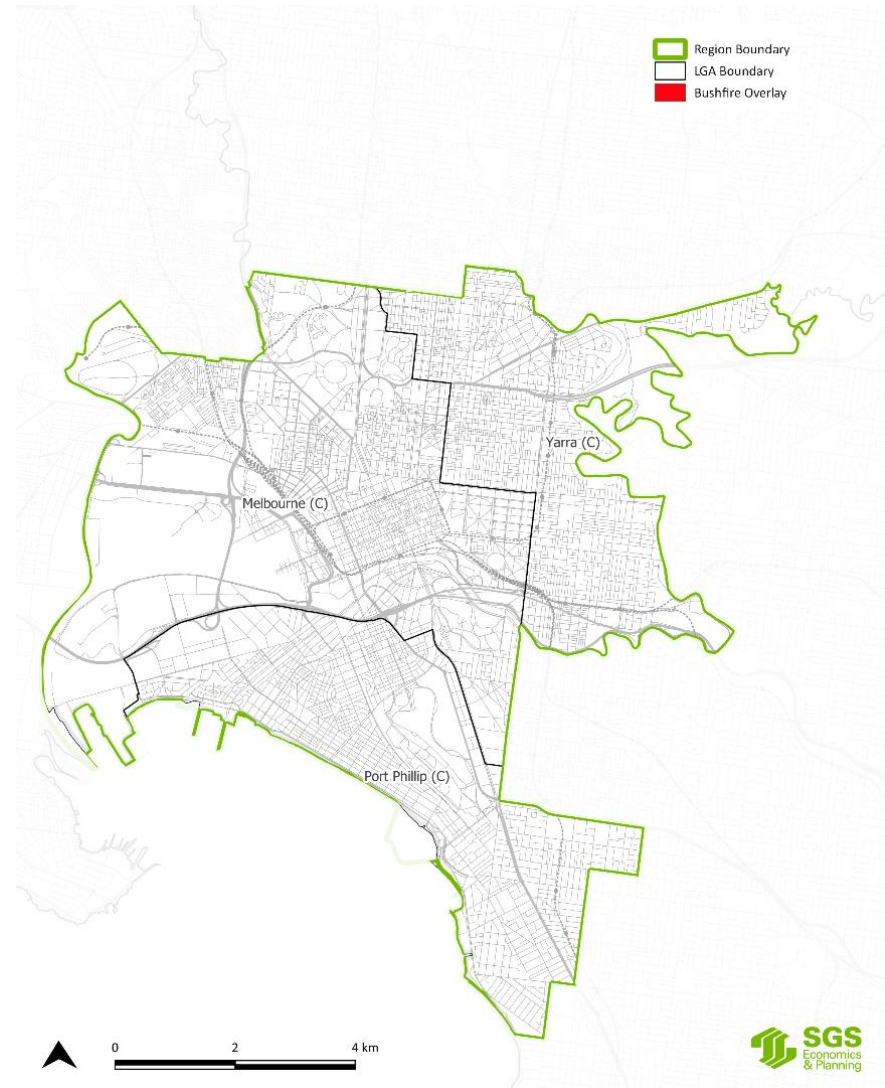 Region Boundary
LGA Boundary
Bushfire Overlay
Yarra (C)
Melbourne (C)
Port Phillip (C)
0 2 4 km
SGS
Economics
& Planning